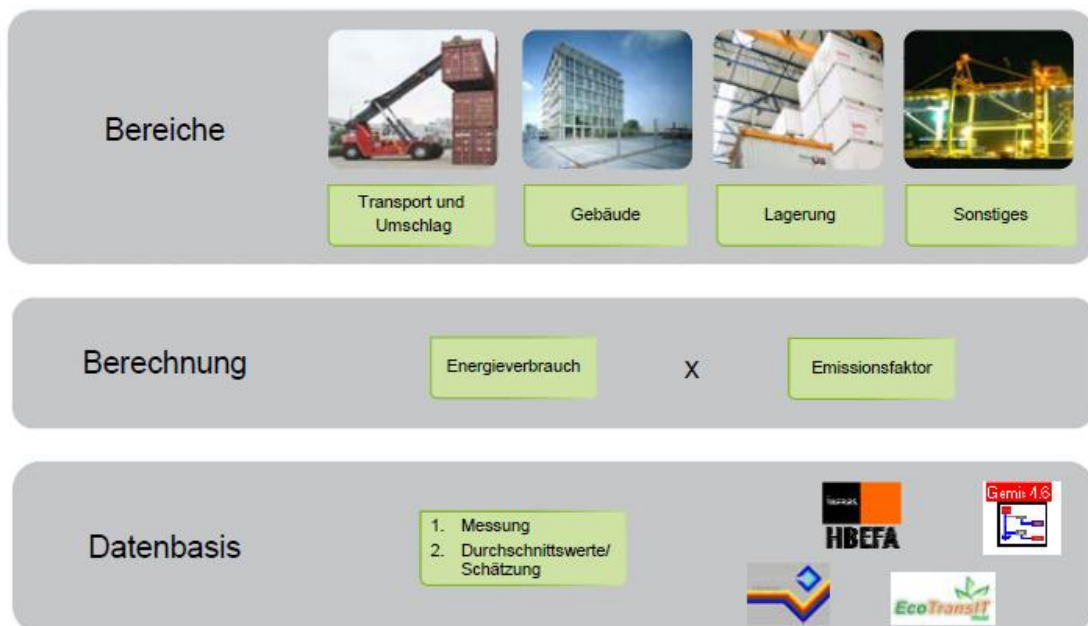 Bereiche
Transport und
Umschlag
Gebäude
Lagerung
Sonstiges
Berechnung
Energieverbrauch
X
Emissionsfaktor
Datenbasis
1. Messung
2. Durchschnittswerte/
Schätzung
HBEFA
Gemis 4.6
EcoTransIT